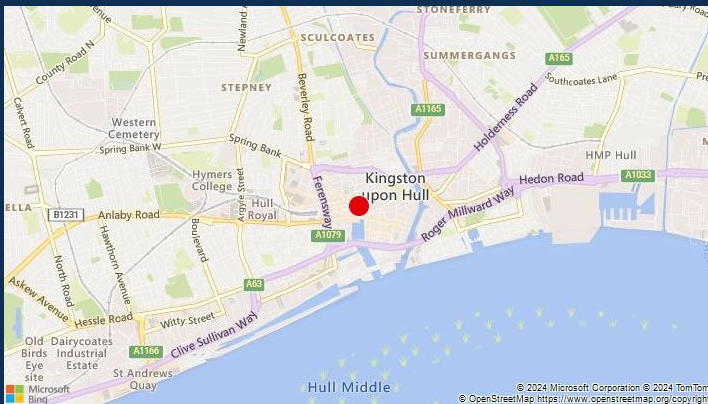 STONEFERRY
Newland A
SCULCOATES
County Road N
SUMMERGANGS
A165
Southcoates Lane
STEPNEY
Beverley Road
Calvert Road
A1165
Holderness Road
Western
Cemetery
Spring Bank
Spring Bank W
HMP Hull
Hymers
College
Argyle Street
Ferensway
Kingston
upon Hull
Hedon Road
A1033
ELLA
B1231
Anlaby Road
Hull
Royal
Roger Millward Way
A1079
Boulevard
Hawthorn Avenue
North Road
A63
Askew Avenue
Hessle Road
Witty Street
Clive Sullivan Way
Old
Birds
Eye
site
Dairycoates
Industrial
Estate
A1166
St Andrews
Quay
Hull Middle
Microsoft
Bing
© 2024 Microsoft Corporation © 2024 TomTom
© OpenStreetMap https://www.openstreetmap.org/copyright